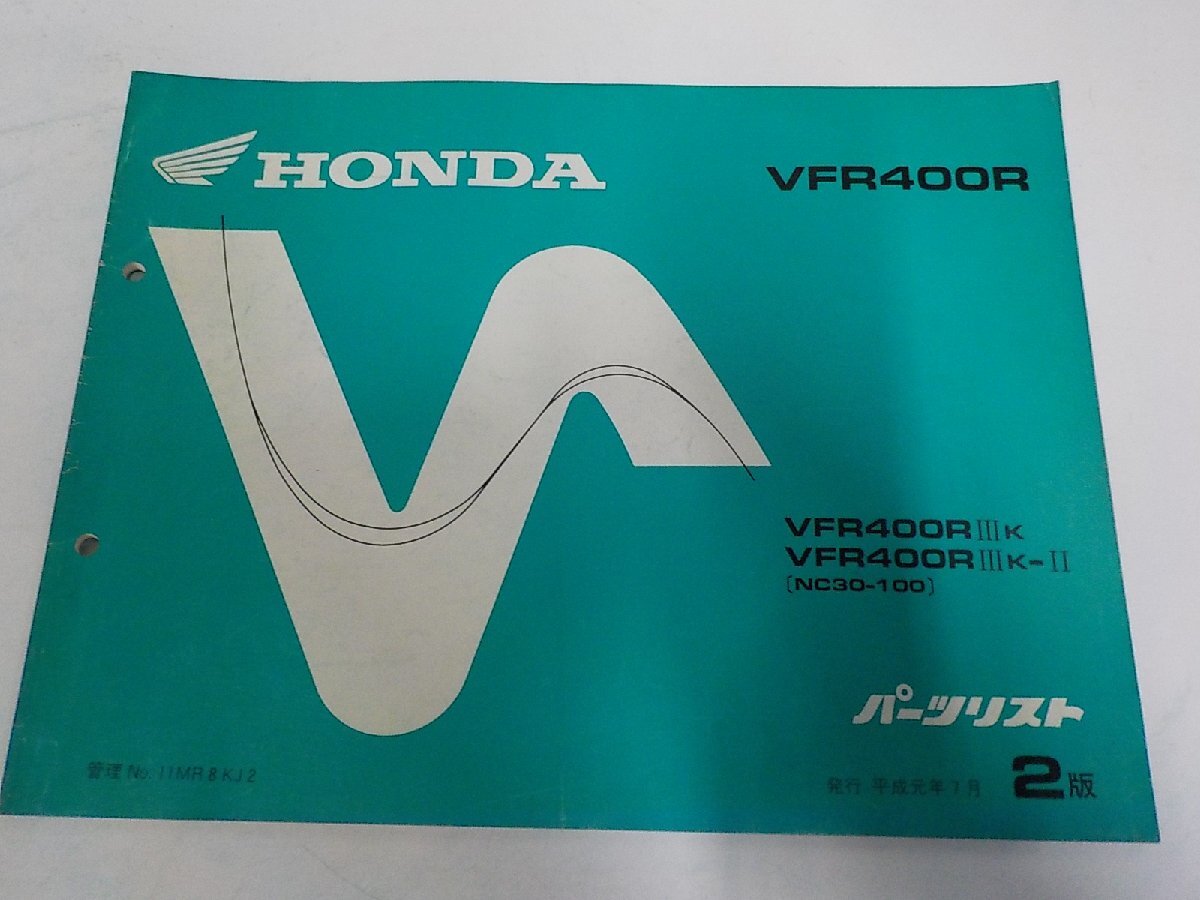 HONDA
VFR400R
VFR400RⅢK
VFR400RⅢK-Ⅱ
〔NC30-100〕
パーツリスト
管理 No. 11MR8KJ2
発行 平成元年7月 2版